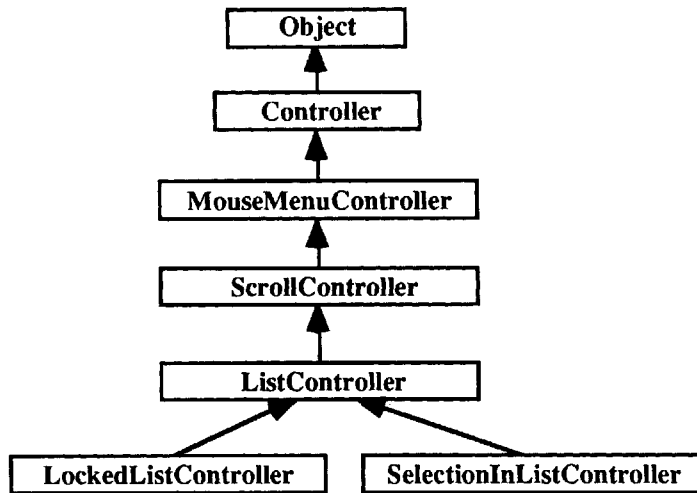 Object
Controller
MouseMenuController
ScrollController
ListController
LockedListController
SelectionInListController